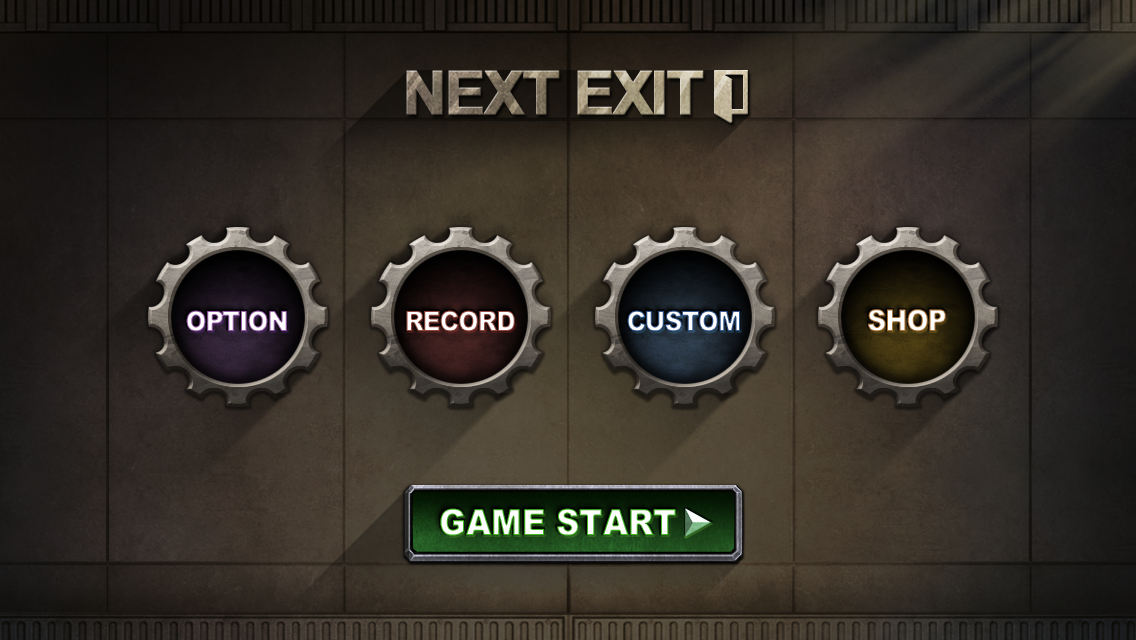 NEXT EXIT
OPTION
RECORD
CUSTOM
SHOP
GAME START